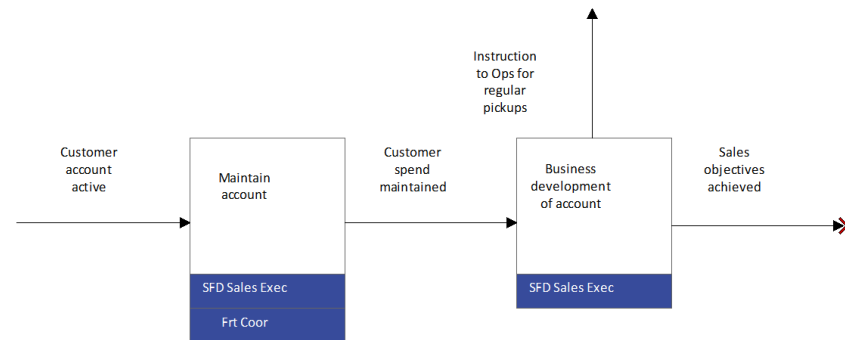 Instruction
to Ops for
regular
pickups
Customer
account
active
Maintain
account
Customer
spend
maintained
Business
development
of account
Sales
objectives
achieved
SFD Sales Exec
Frt Coor
SFD Sales Exec